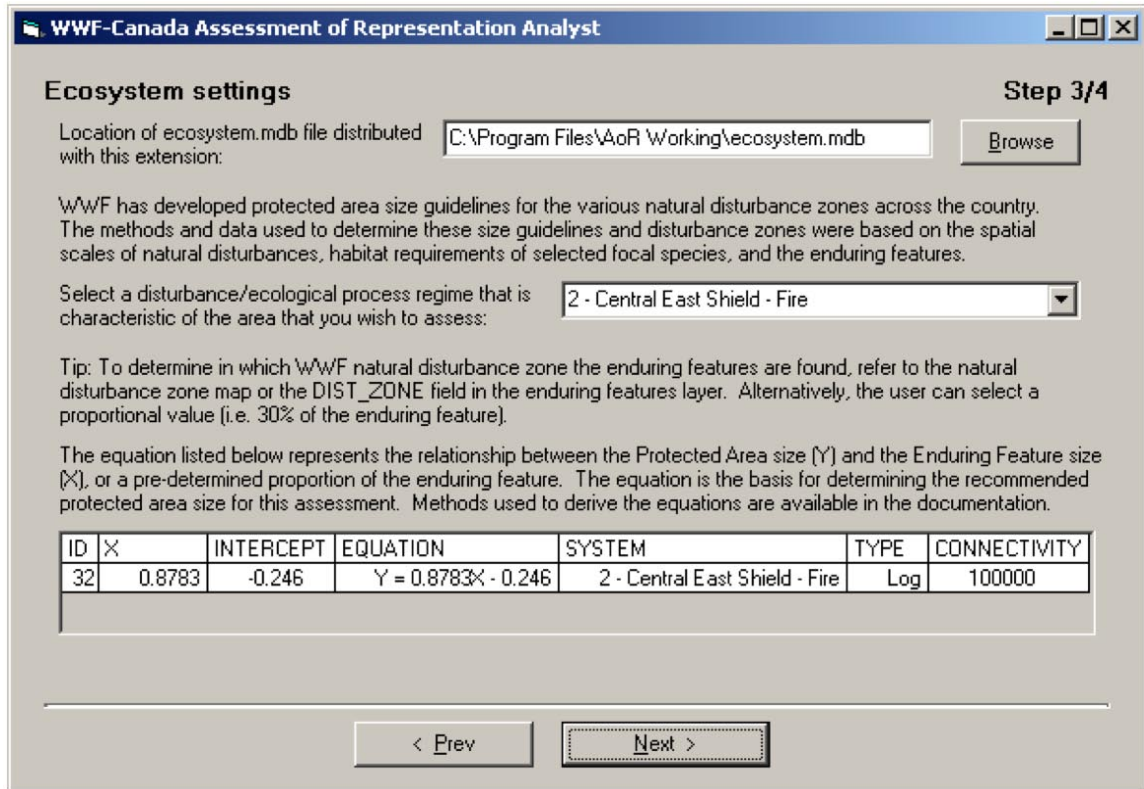 WWF-Canada Assessment of Representation Analyst
Ecosystem settings Step 3/4
Location of ecosystem.mdb file distributed
with this extension:
C:\Program Files\AoR Working\ecosystem.mdb
Browse
WWF has developed protected area size guidelines for the various natural disturbance zones across the country.
The methods and data used to determine these size guidelines and disturbance zones were based on the spatial
scales of natural disturbances, habitat requirements of selected focal species, and the enduring features.
Select a disturbance/ecological process regime that is
characteristic of the area that you wish to assess:
2 - Central East Shield - Fire
Tip: To determine in which WWF natural disturbance zone the enduring features are found, refer to the natural
disturbance zone map or the DIST_ZONE field in the enduring features layer. Alternatively, the user can select a
proportional value (i.e. 30% of the enduring feature).
The equation listed below represents the relationship between the Protected Area size (Y) and the Enduring Feature size
(X), or a pre-determined proportion of the enduring feature. The equation is the basis for determining the recommended
protected area size for this assessment. Methods used to derive the equations are available in the documentation.
ID X INTERCEPT EQUATION SYSTEM TYPE CONNECTIVITY
32 0.8783 -0.246 Y = 0.8783X - 0.246 2 - Central East Shield - Fire Log 100000
< Prev Next >